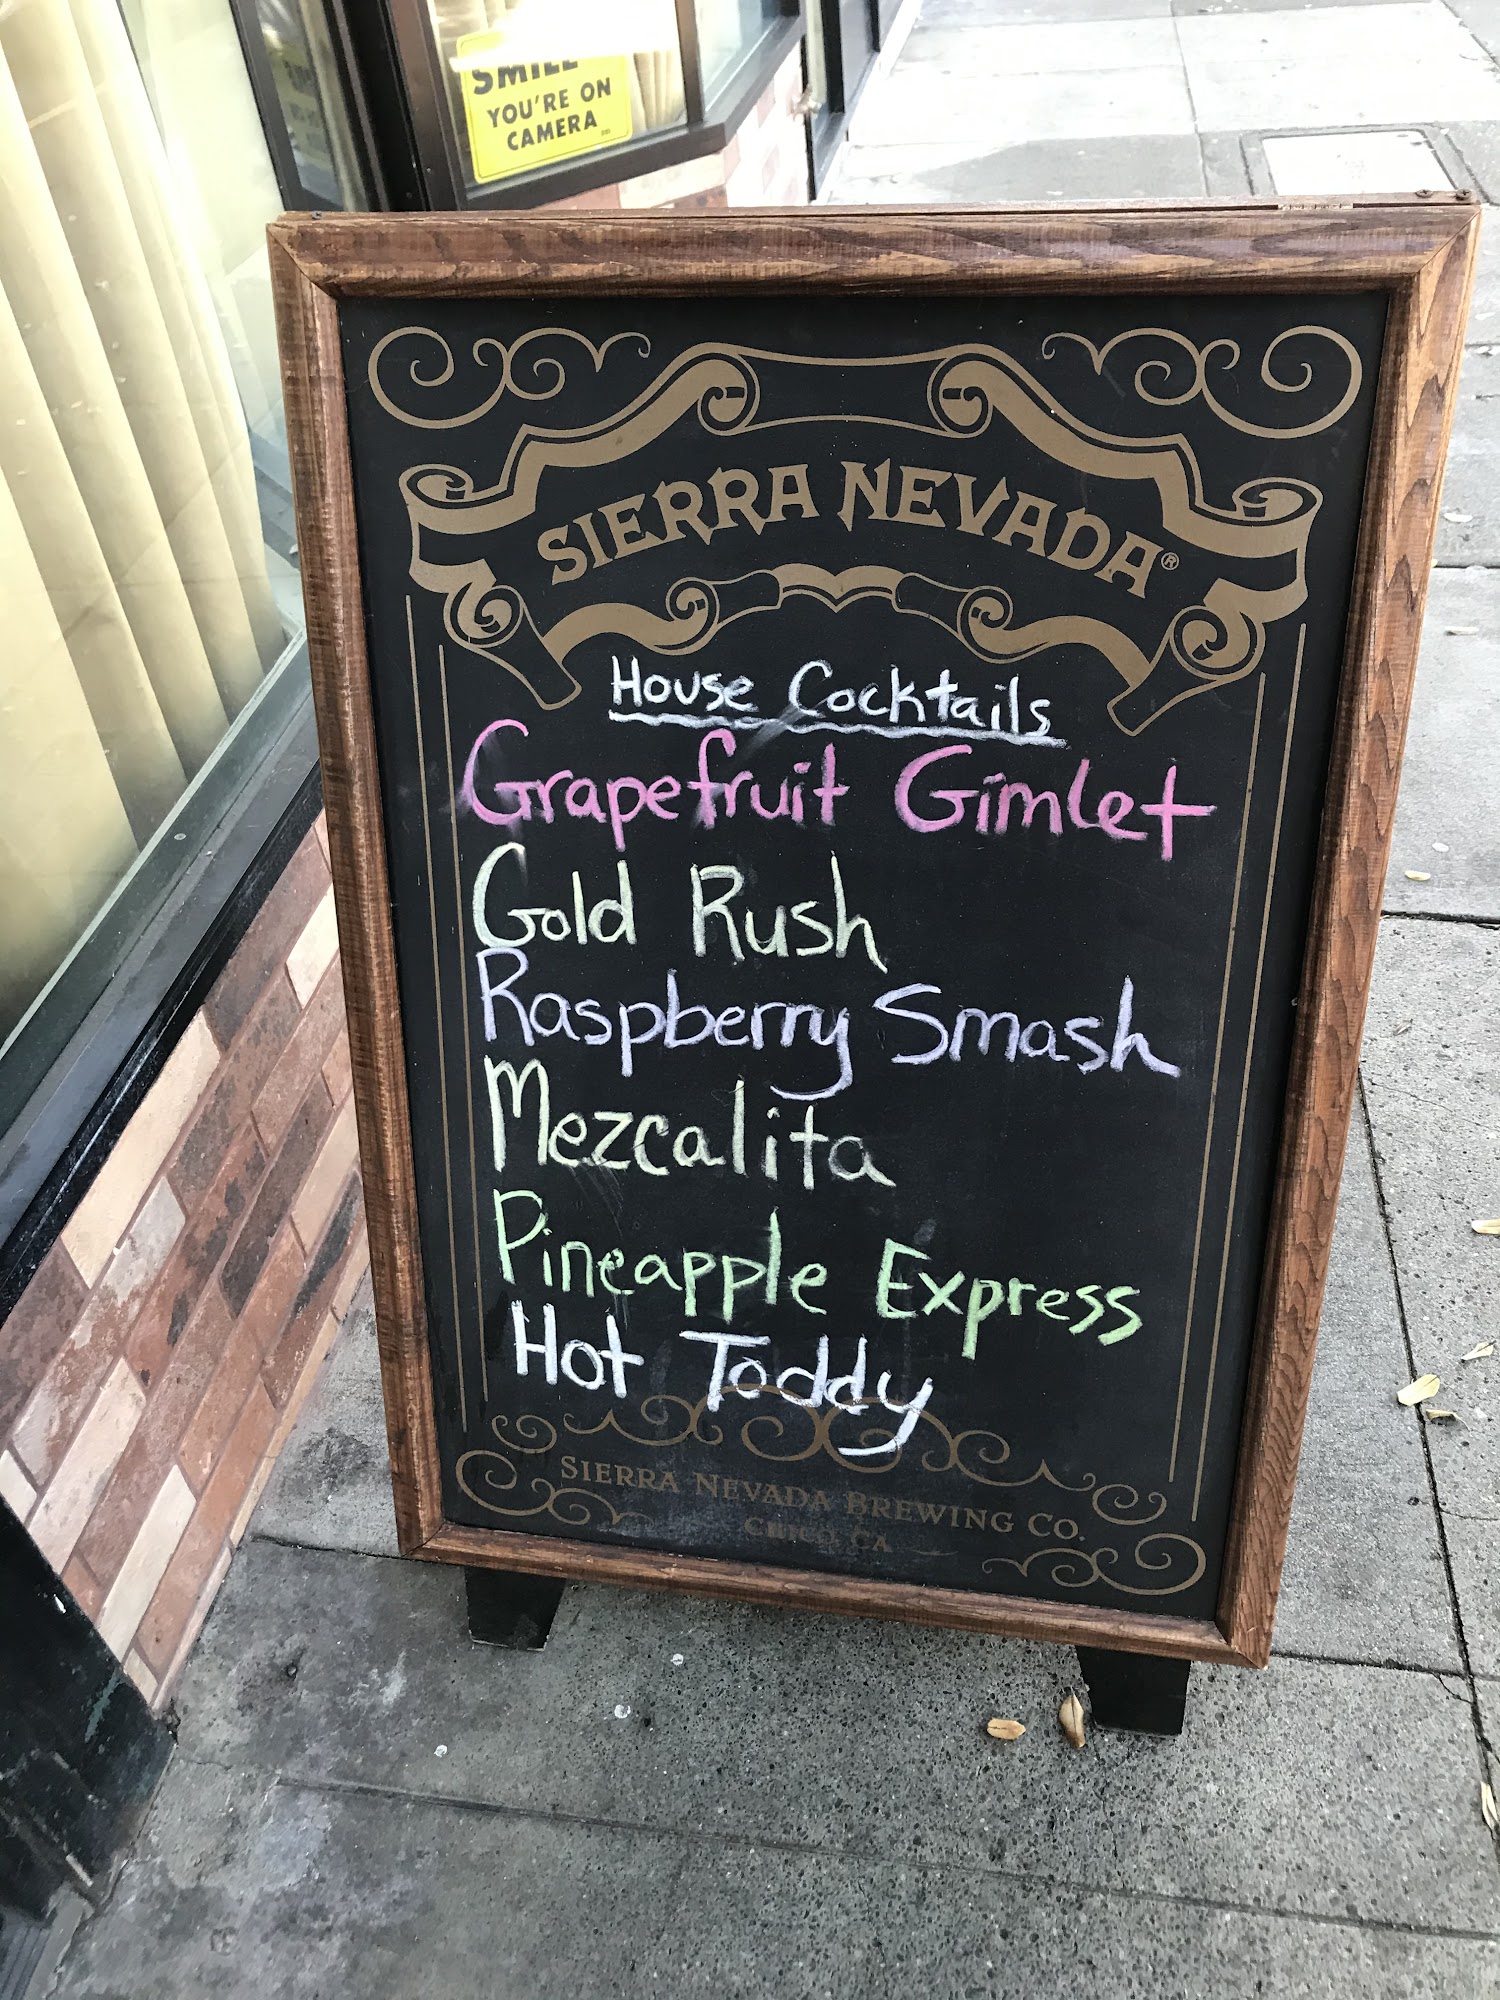 SMILE
YOU'RE ON
CAMERA
SIERRA NEVADA®
House Cocktails
Grapefruit Gimlet
Gold Rush
Raspberry Smash
Mezcalita
Pineapple Express
Hot Toddy
SIERRA NEVADA BREWING CO.
CHICO, CA